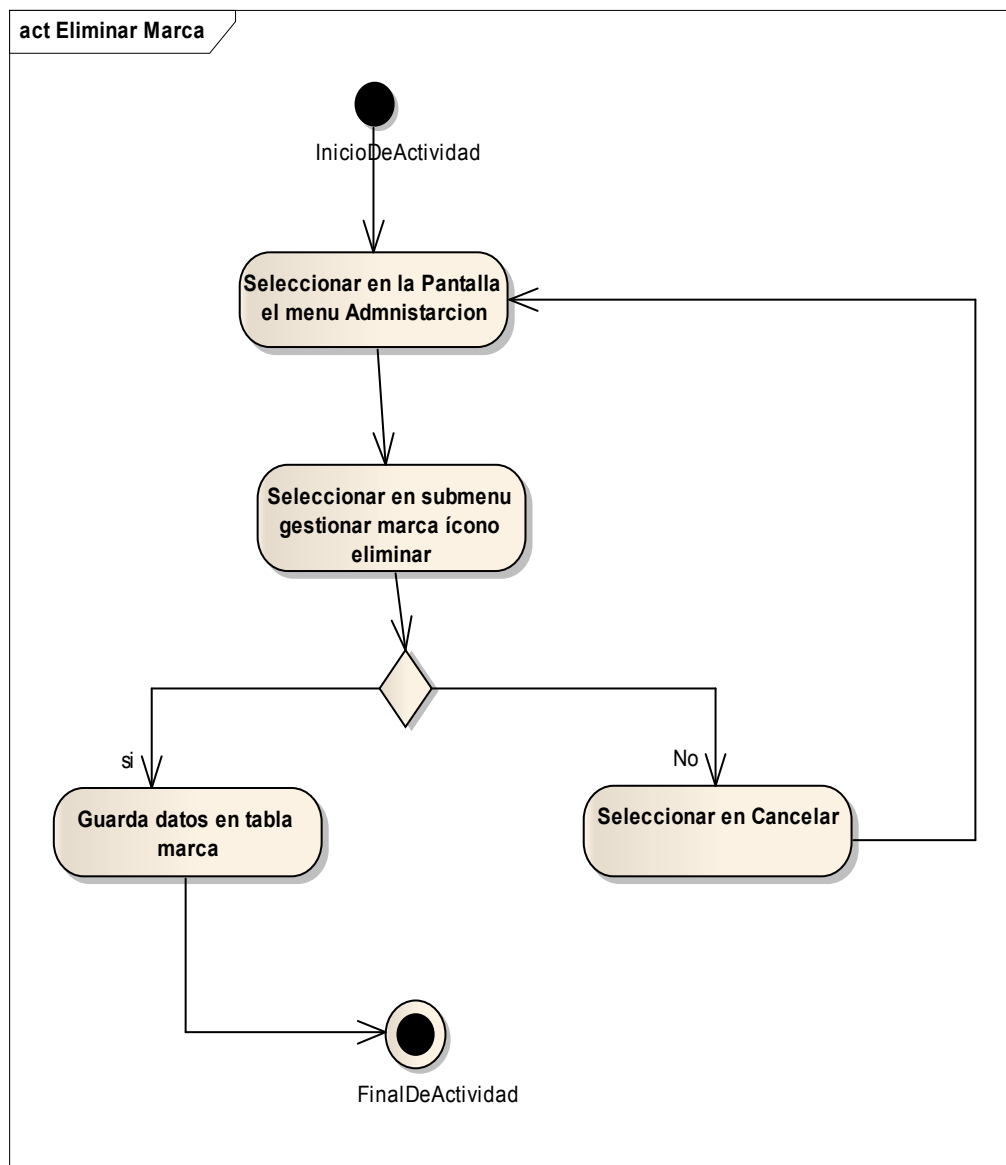 act Eliminar Marca
InicioDeActividad
Seleccionar en la Pantalla
el menu Admnistarcion
Seleccionar en submenu
gestionar marca ícono
eliminar
si
No
Guarda datos en tabla
marca
Seleccionar en Cancelar
FinalDeActividad